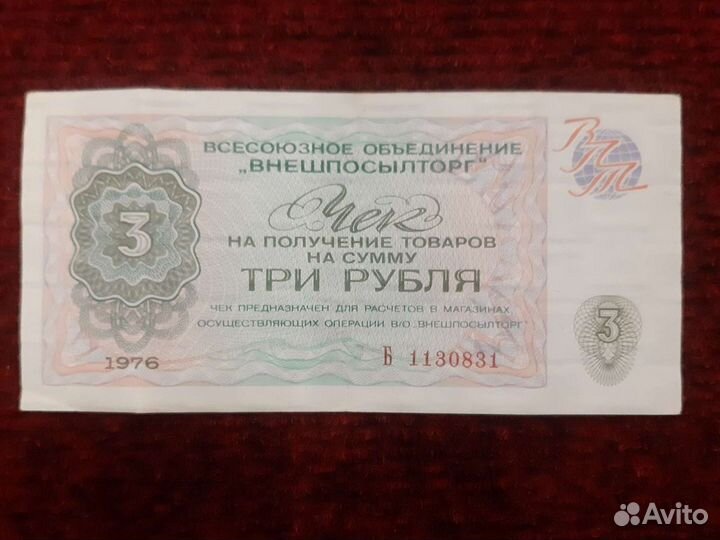 ВСЕСОЮЗНОЕ ОБЪЕДИНЕНИЕ
„ВНЕШПОСЫЛТОРГ"
ВПТ
Чек
НА ПОЛУЧЕНИЕ ТОВАРОВ
НА СУММУ
ТРИ РУБЛЯ
3
ЧЕК ПРЕДНАЗНАЧЕН ДЛЯ РАСЧЕТОВ В МАГАЗИНАХ
ОСУЩЕСТВЛЯЮЩИХ ОПЕРАЦИИ В/О „ВНЕШПОСЫЛТОРГ"
3
1976
Б 1130831
Avito